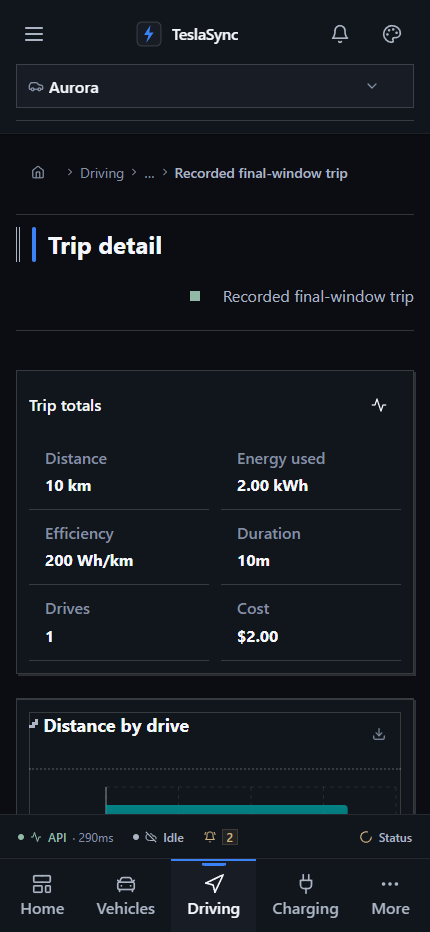 TeslaSync
Aurora
Driving ... Recorded final-window trip
Trip detail
Recorded final-window trip
Trip totals
Distance Energy used
10 km 2.00 kWh
Efficiency Duration
200 Wh/km 10m
Drives Cost
1 $2.00
Distance by drive
API · 290ms Idle 2 Status
Home Vehicles Driving Charging More